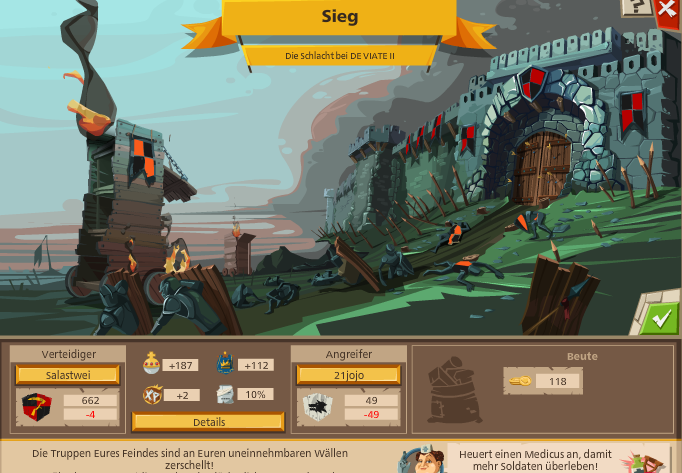 Sieg
??
Die Schlacht bei DE VIATE II
Verteidiger
Salastwei
662
-4
+187
+112
XP
+2
10%
Details
Angreifer
21jojo
49
-49
Beute
118
Die Truppen Eures Feindes sind an Euren uneinnehmbaren Wällen
zerschellt!
Heuert einen Medicus an, damit
mehr Soldaten überleben!